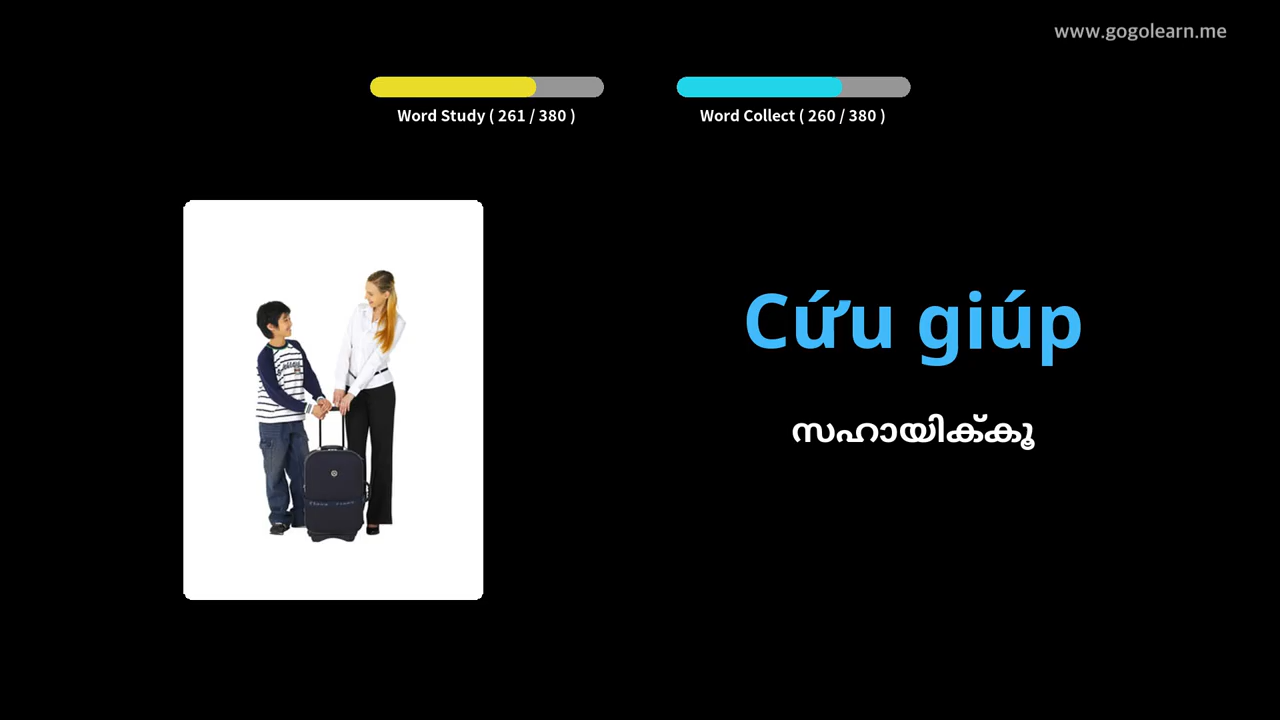 www.gogolearn.me
Word Study ( 261 / 380 )
Word Collect ( 260 / 380 )
Cứu giúp
സഹായിക്കൂ